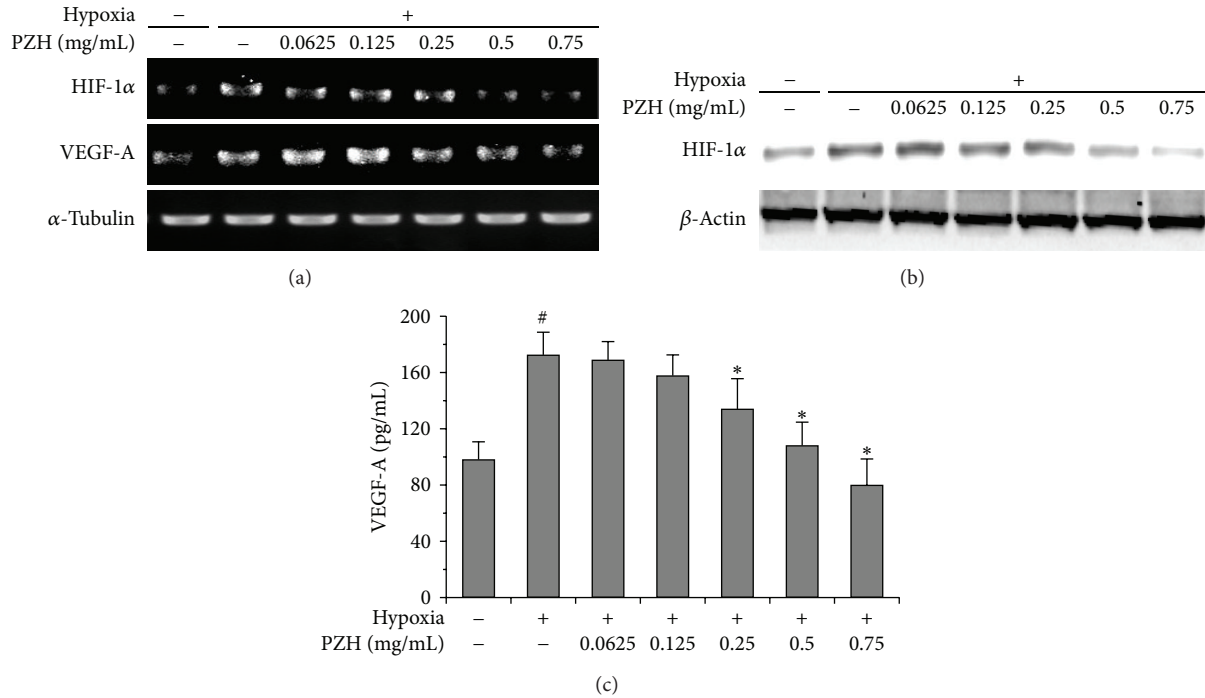 Hypoxia – +
PZH (mg/mL) – – 0.0625 0.125 0.25 0.5 0.75
HIF-1α
VEGF-A
α-Tubulin
(a)
Hypoxia – +
PZH (mg/mL) – – 0.0625 0.125 0.25 0.5 0.75
HIF-1α
β-Actin
(b)
200
160
120
80
40
0
VEGF-A (pg/mL)
#
*
*
*
Hypoxia – + + + + + +
PZH (mg/mL) – – 0.0625 0.125 0.25 0.5 0.75
(c)